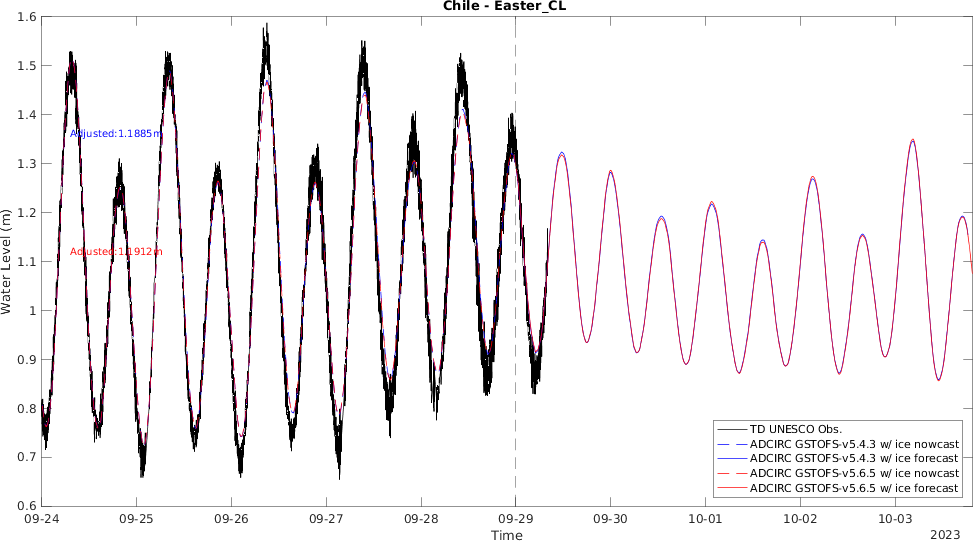 Chile - Easter_CL
1.6
1.5
1.4
1.3
1.2
1.1
1
0.9
0.8
0.7
0.6
Water Level (m)
Adjusted:1.1885m
Adjusted:1.1912m
TD UNESCO Obs.
ADCIRC GSTOFS-v5.4.3 w/ ice nowcast
ADCIRC GSTOFS-v5.4.3 w/ ice forecast
ADCIRC GSTOFS-v5.6.5 w/ ice nowcast
ADCIRC GSTOFS-v5.6.5 w/ ice forecast
09-24 09-25 09-26 09-27 09-28 09-29 09-30 10-01 10-02 10-03
Time
2023